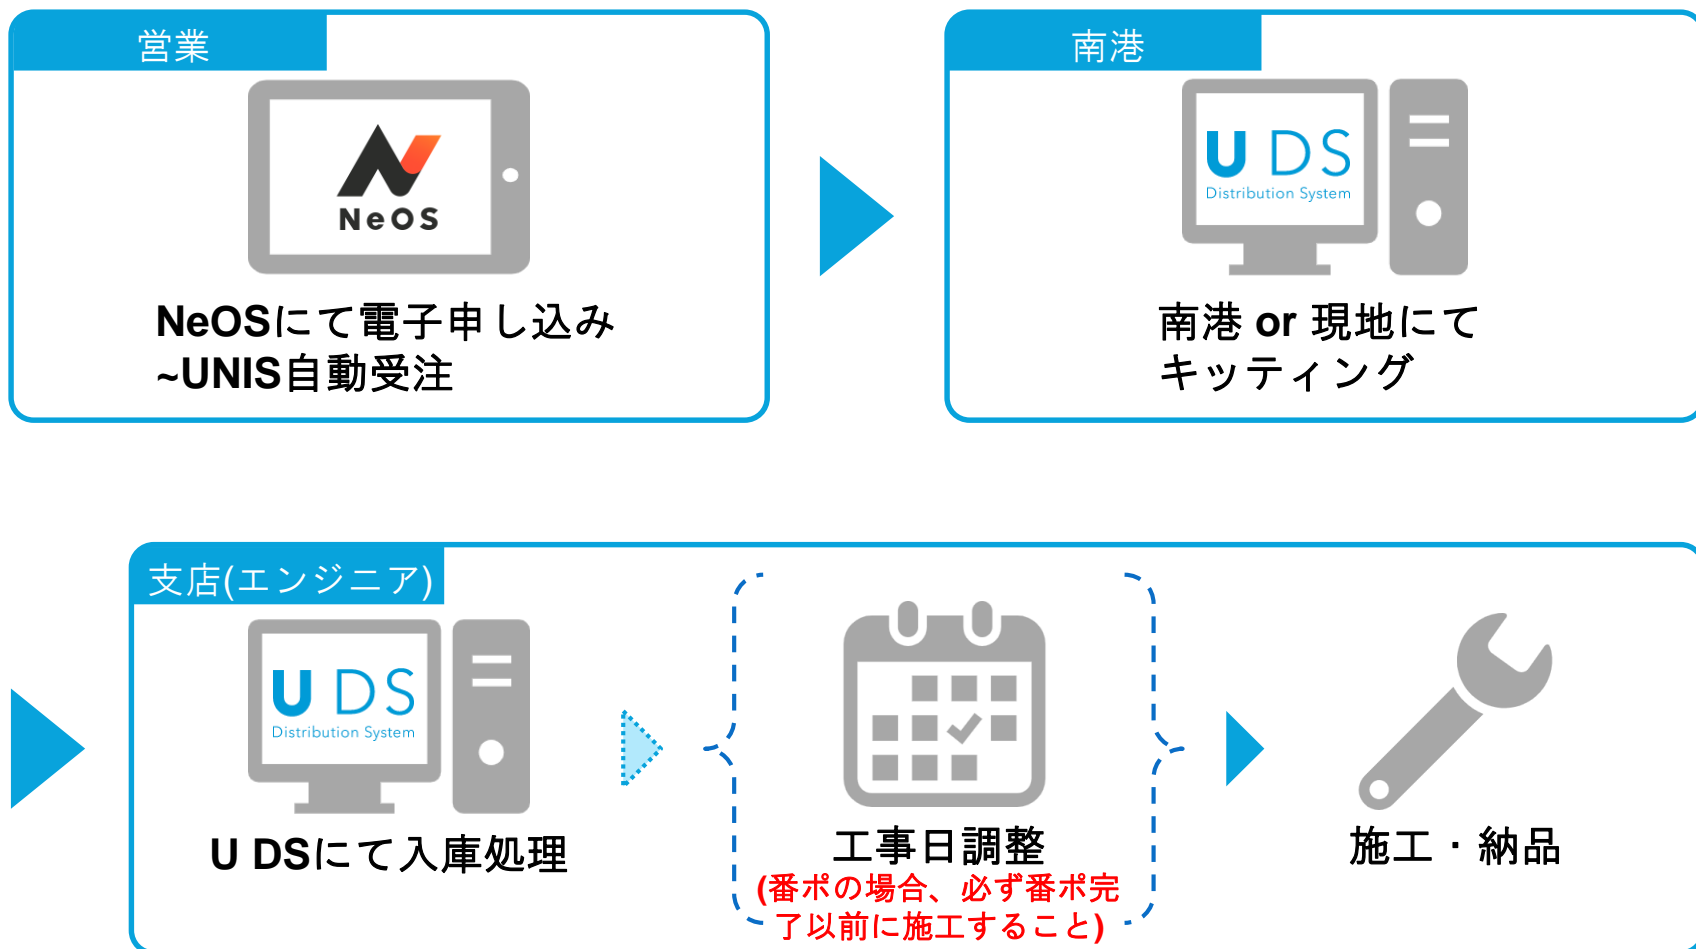 営業
NeOS
NeOSにて電子申し込み
~UNIS自動受注
南港
U DS
Distribution System
南港 or 現地にて
キッティング
支店(エンジニア)
U DS
Distribution System
U DSにて入庫処理
工事日調整
(番ポの場合、必ず番ポ完
了以前に施工すること)
施工・納品